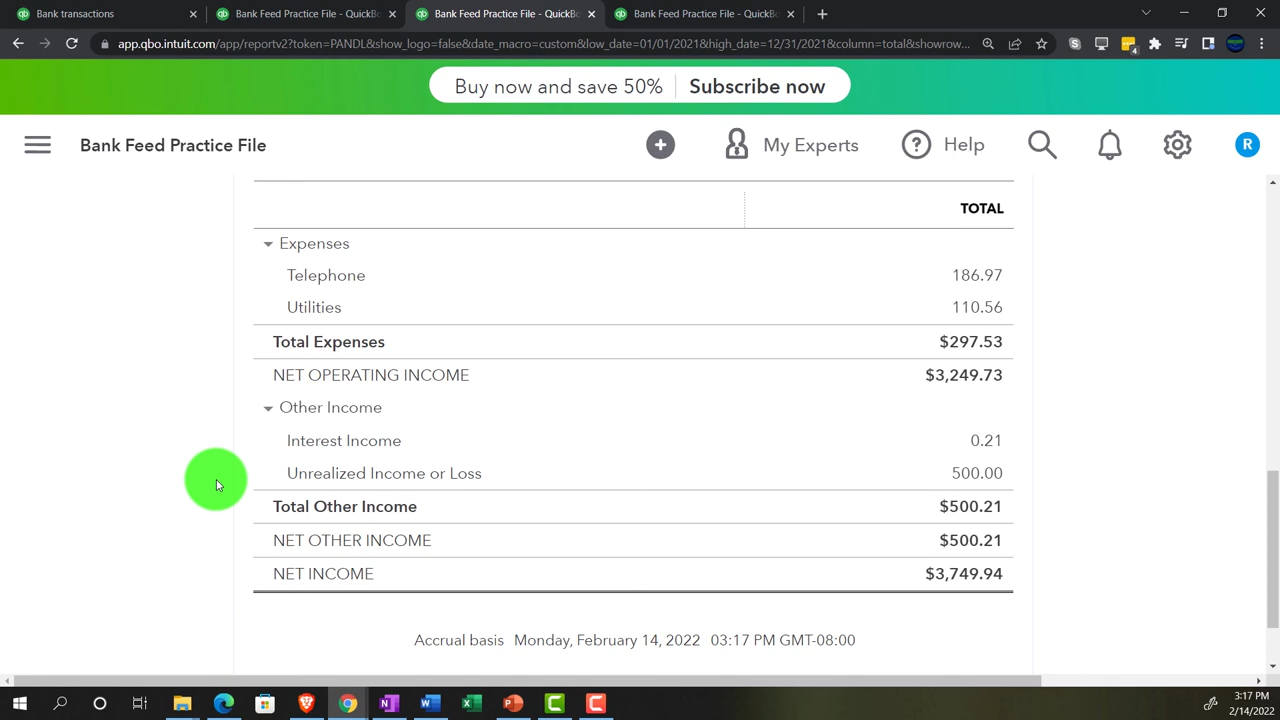 Bank transactions
Bank Feed Practice File - QuickBo
Bank Feed Practice File - QuickBo
Bank Feed Practice File - QuickBo
app.qbo.intuit.com/app/reportv2?token=PANDL&show_logo=false&date_macro=custom&low_date=01/01/2021&high_date=12/31/2021&column=total&showrow...
4
Buy now and save 50% Subscribe now
Bank Feed Practice File
My Experts
Help
R
TOTAL
Expenses
Telephone 186.97
Utilities 110.56
Total Expenses $297.53
NET OPERATING INCOME $3,249.73
Other Income
Interest Income 0.21
Unrealized Income or Loss 500.00
Total Other Income $500.21
NET OTHER INCOME $500.21
NET INCOME $3,749.94
Accrual basis Monday, February 14, 2022 03:17 PM GMT-08:00
3:17 PM
2/14/2022